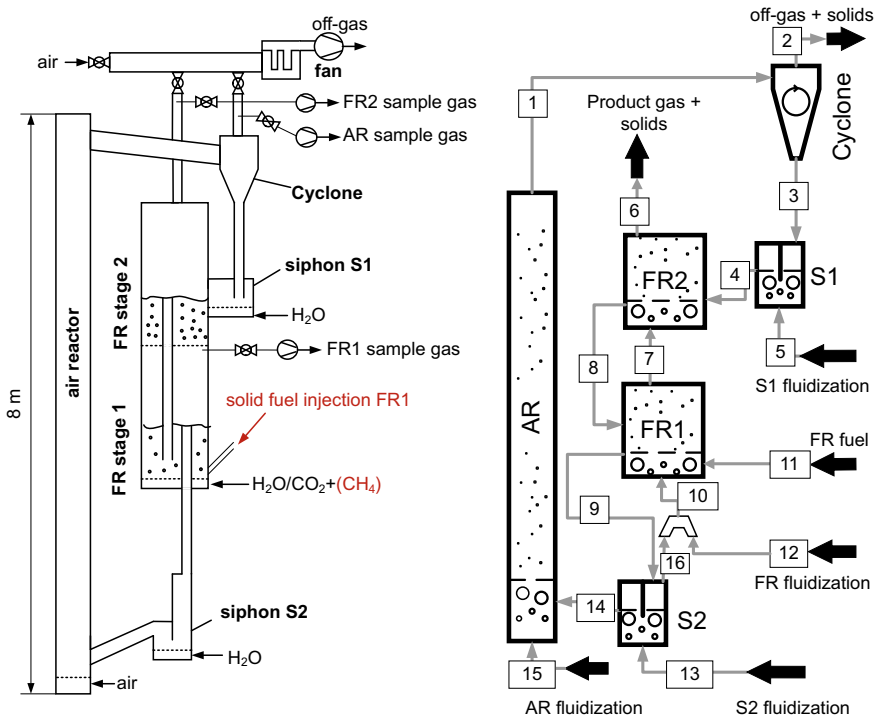 off-gas
air
fan
FR2 sample gas
AR sample gas
Cyclone
siphon S1
H₂O
FR stage 2
FR1 sample gas
air reactor
8 m
solid fuel injection FR1
FR stage 1
H₂O/CO₂+(CH₄)
siphon S2
H₂O
air
off-gas + solids
2
1
Product gas +
solids
Cyclone
3
6
FR2
4
S1
5
S1 fluidization
7
8
AR
FR1
FR fuel
11
10
9
12
16
FR fluidization
14
S2
15
13
AR fluidization
S2 fluidization